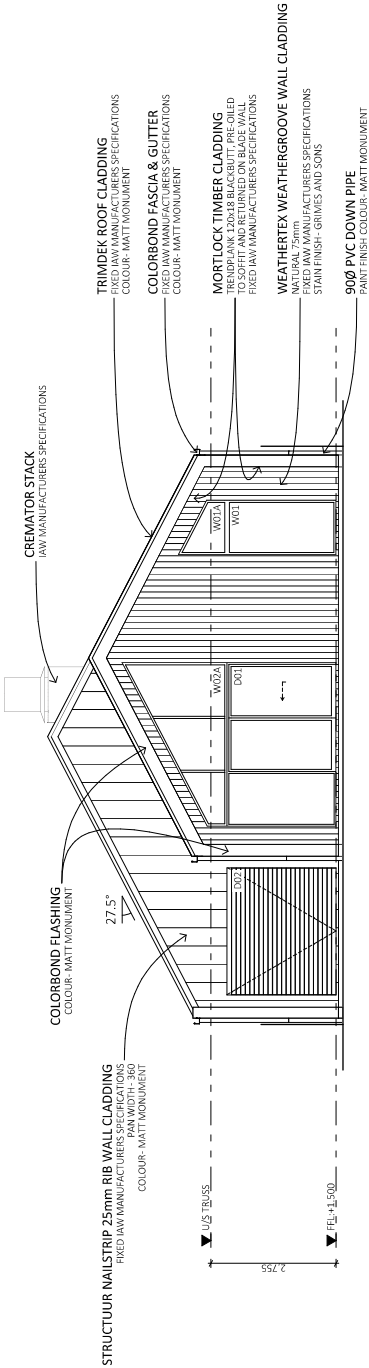 STRUCTUUR NAILSTRIP 25mm RIB WALL CLADDING
FIXED IAW MANUFACTURERS SPECIFICATIONS
PAN WIDTH - 360
COLOUR- MATT MONUMENT
COLORBOND FLASHING
COLOUR- MATT MONUMENT
27.5°
CREMATOR STACK
IAW MANUFACTURERS SPECIFICATIONS
TRIMDEK ROOF CLADDING
FIXED IAW MANUFACTURERS SPECIFICATIONS
COLOUR- MATT MONUMENT
COLORBOND FASCIA & GUTTER
FIXED IAW MANUFACTURERS SPECIFICATIONS
COLOUR- MATT MONUMENT
MORTLOCK TIMBER CLADDING
TRENDPLANK 120x18 BLACKBUTT, PRE-OILED
TO SOFFIT AND RETURNED ON BLADE WALL
FIXED IAW MANUFACTURERS SPECIFICATIONS
WEATHERTEX WEATHERGROOVE WALL CLADDING
NATURAL 75mm
FIXED IAW MANUFACTURERS SPECIFICATIONS
STAIN FINISH - GRIMES AND SONS
90Ø PVC DOWN PIPE
PAINT FINISH COLOUR- MATT MONUMENT
U/S TRUSS
FFL:+1,500
2,755
D02
W02A
D01
W01A
W01